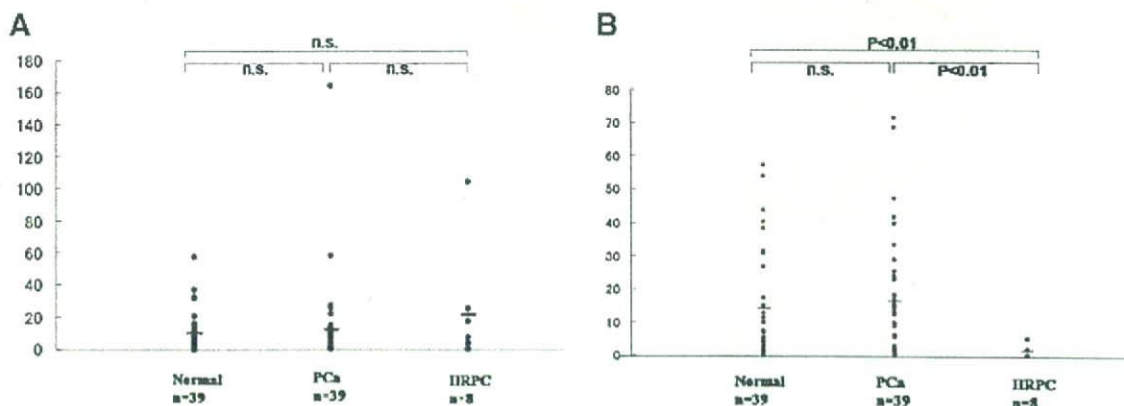 A
n.s.
n.s.
n.s.
180
160
140
120
100
80
60
40
20
0
Normal
n=39
PCa
n=39
HRPC
n=8
B
P<0.01
n.s.
P<0.01
80
70
60
50
40
30
20
10
0
Normal
n=39
PCa
n=39
HRPC
n=8